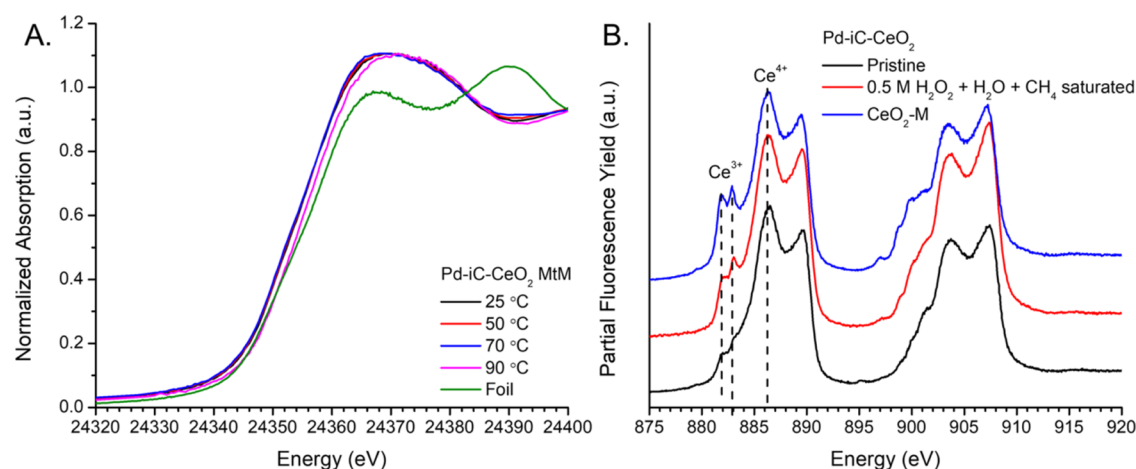 A.
Normalized Absorption (a.u.)
1.2
1.0
0.8
0.6
0.4
0.2
0.0
Pd-iC-CeO₂ MtM
25 °C
50 °C
70 °C
90 °C
Foil
24320 24330 24340 24350 24360 24370 24380 24390 24400
Energy (eV)
B.
Partial Fluorescence Yield (a.u.)
Pd-iC-CeO₂
Pristine
0.5 M H₂O₂ + H₂O + CH₄ saturated
CeO₂-M
Ce⁴⁺
Ce³⁺
875 880 885 890 895 900 905 910 915 920
Energy (eV)